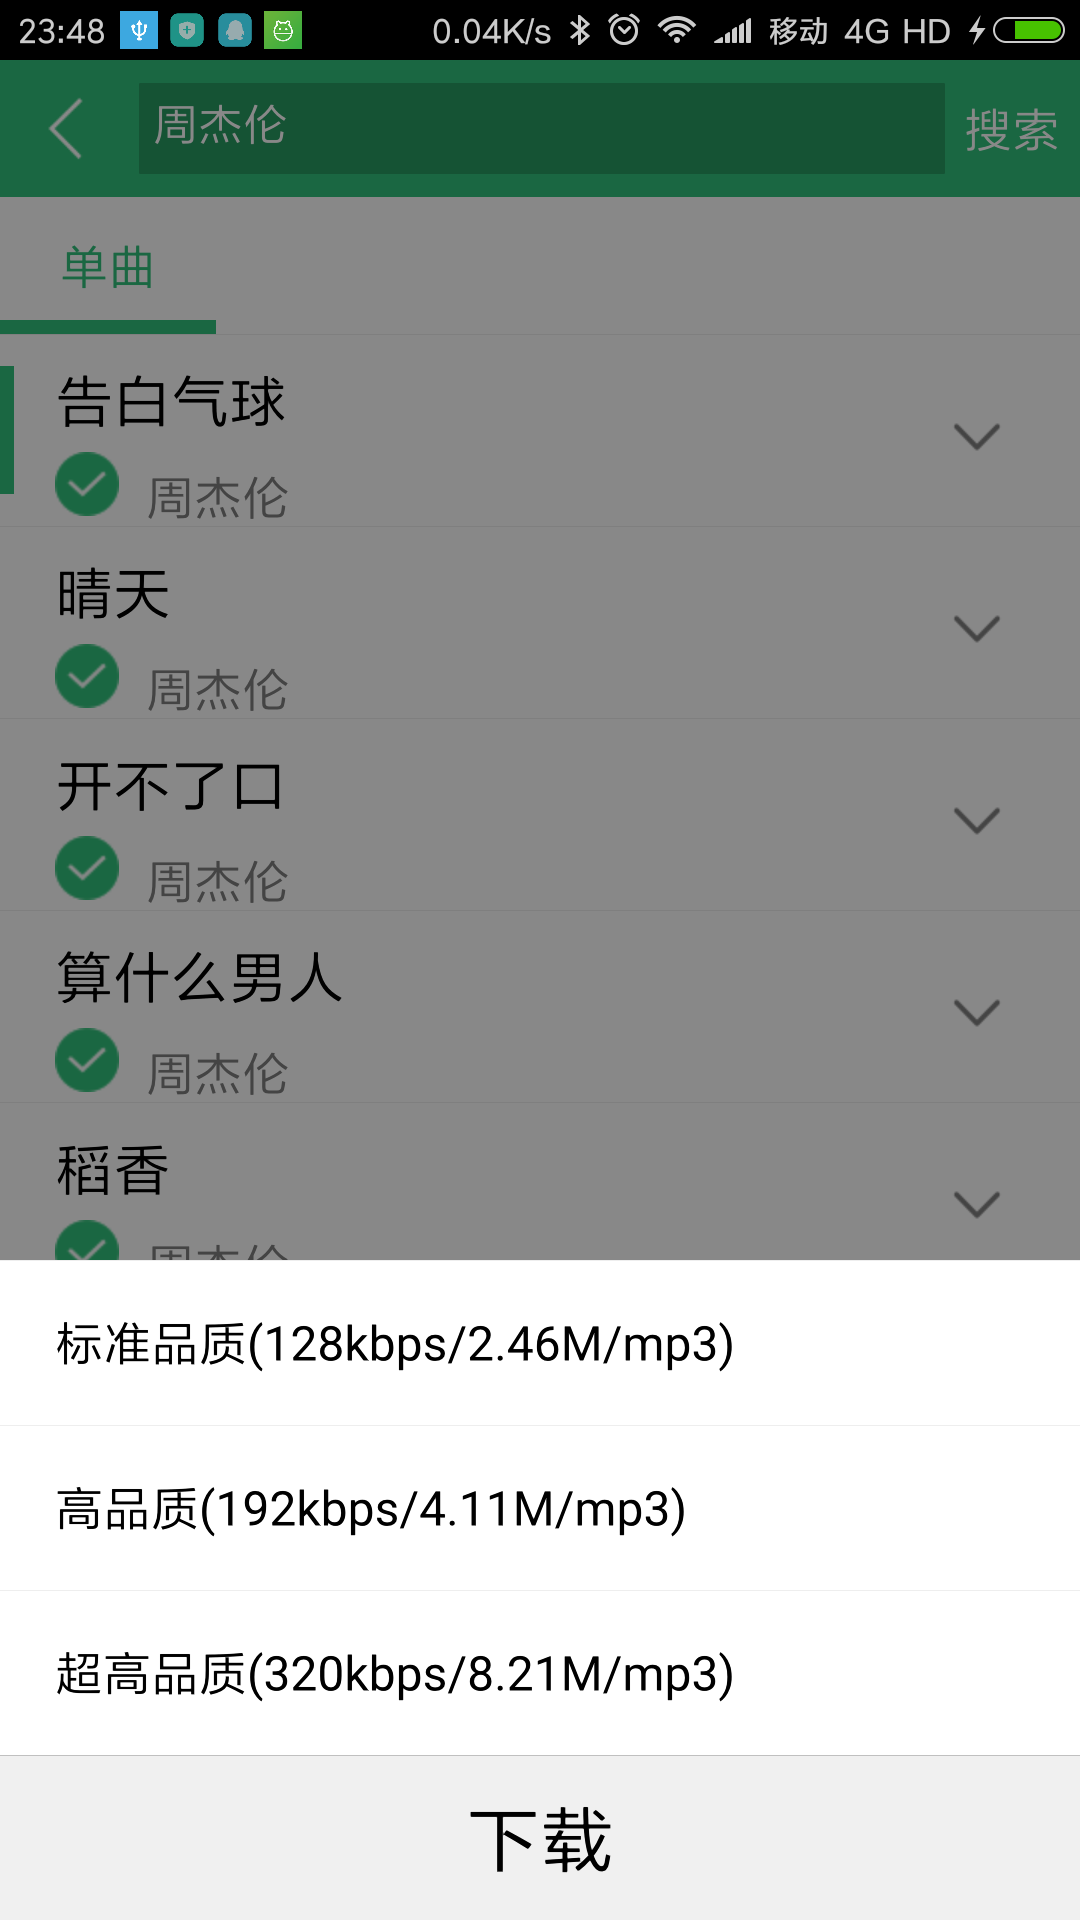 23:48 0.04K/s 移动 4G HD
周杰伦 搜索
单曲
告白气球
周杰伦
晴天
周杰伦
开不了口
周杰伦
算什么男人
周杰伦
稻香
周杰伦
标准品质(128kbps/2.46M/mp3)
高品质(192kbps/4.11M/mp3)
超高品质(320kbps/8.21M/mp3)
下载